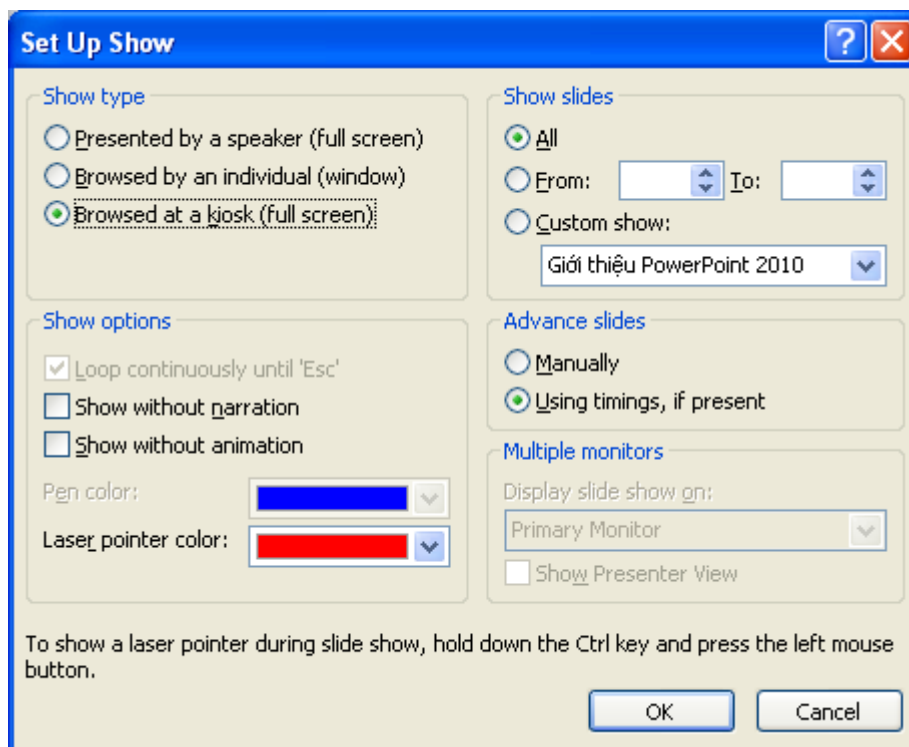 Set Up Show
Show type
Presented by a speaker (full screen)
Browsed by an individual (window)
Browsed at a kiosk (full screen)
Show slides
All
From: To:
Custom show:
Giới thiệu PowerPoint 2010
Show options
Loop continuously until 'Esc'
Show without narration
Show without animation
Pen color:
Laser pointer color:
Advance slides
Manually
Using timings, if present
Multiple monitors
Display slide show on:
Primary Monitor
Show Presenter View
To show a laser pointer during slide show, hold down the Ctrl key and press the left mouse
button.
OK Cancel